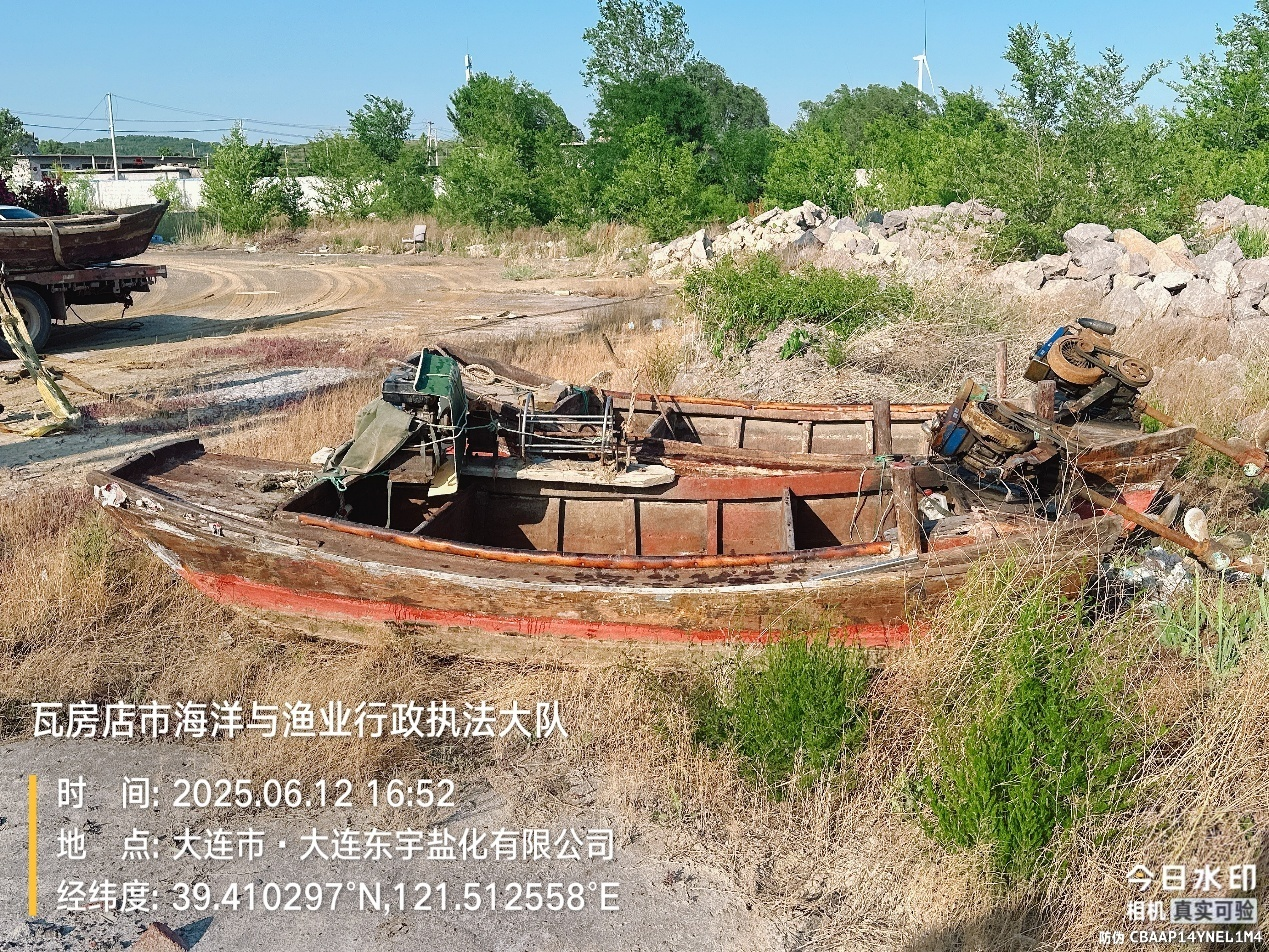 瓦房店市海洋与渔业行政执法大队
时 间: 2025.06.12 16:52
地 点: 大连市·大连东宇盐化有限公司
经纬度: 39.410297°N,121.512558°E
今日水印
相机 真实可验
防伪 CBAAP14YNEL1M4